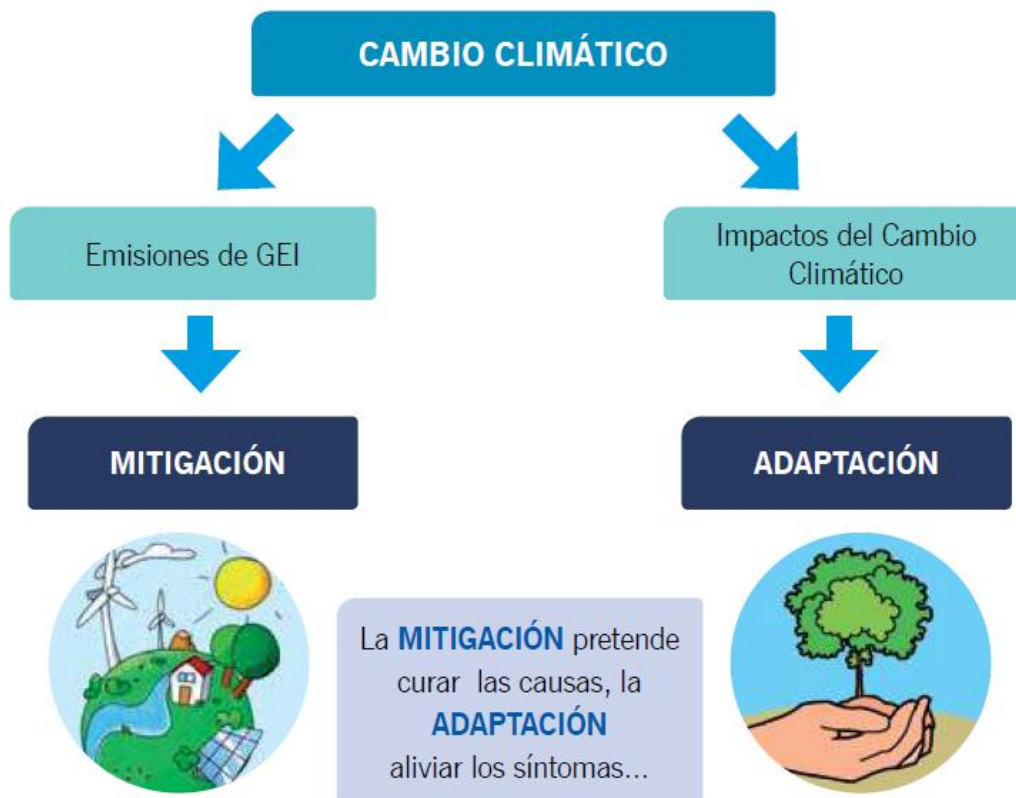 CAMBIO CLIMÁTICO
Emisiones de GEI
Impactos del Cambio
Climático
MITIGACIÓN
ADAPTACIÓN
La MITIGACIÓN pretende
curar las causas, la
ADAPTACIÓN
aliviar los síntomas...